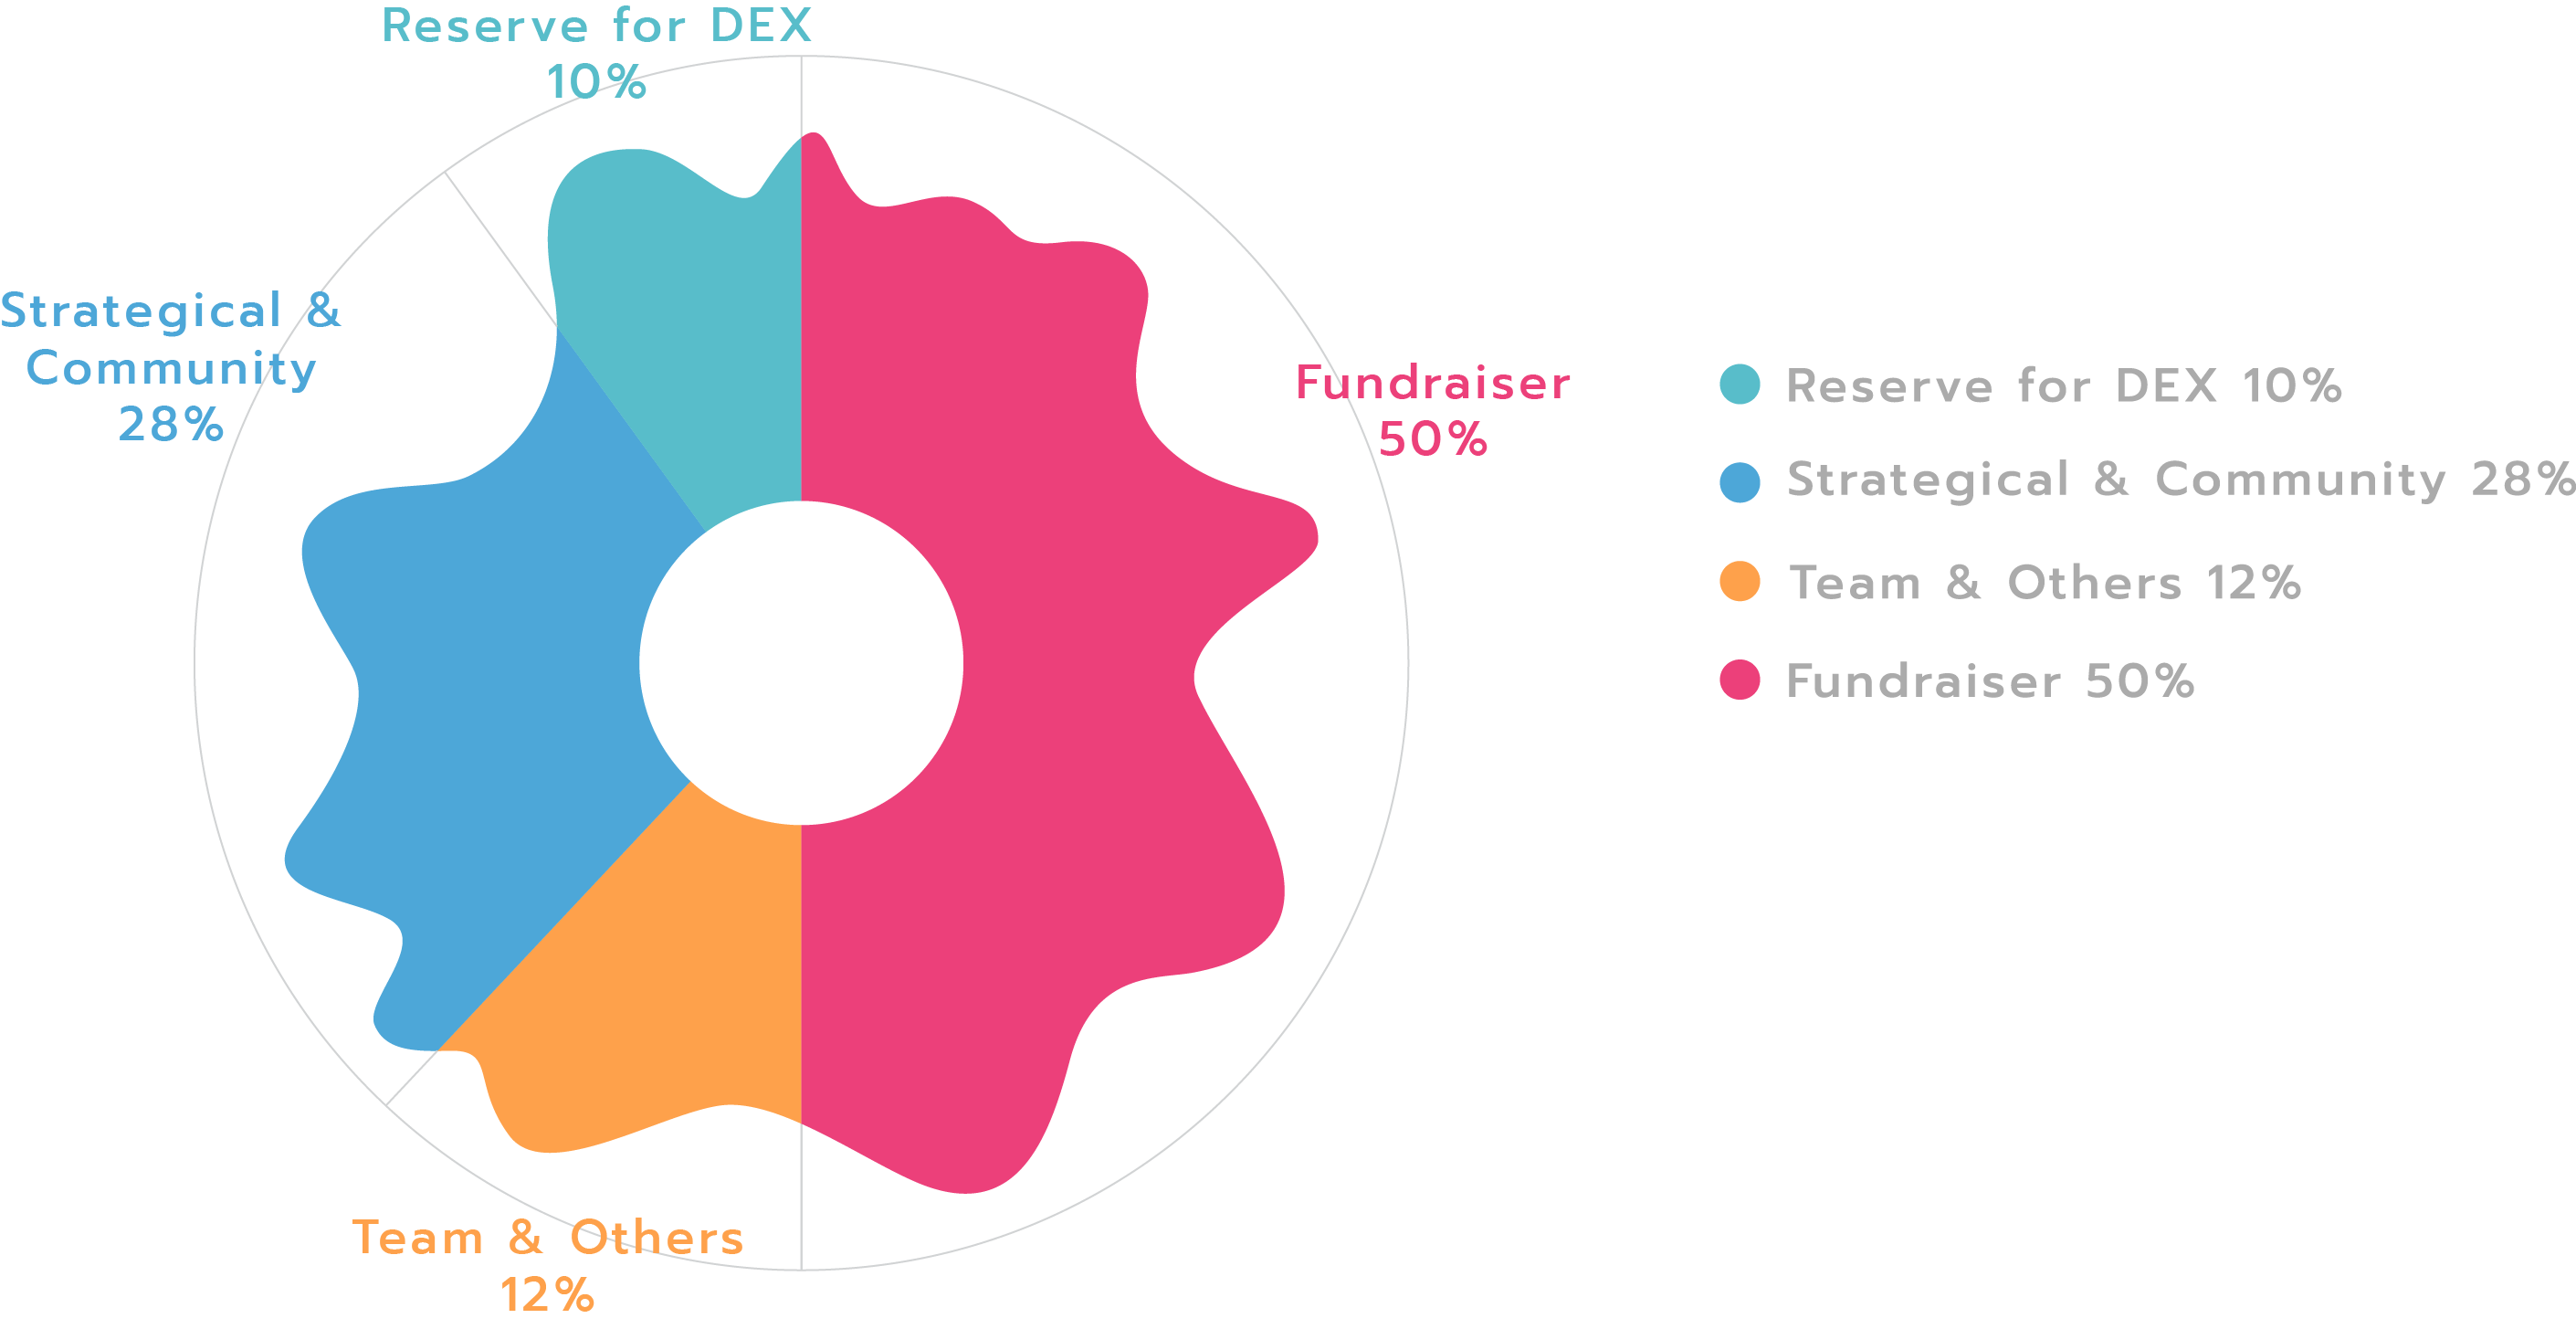 Reserve for DEX
10%
Strategical &
Community
28%
Fundraiser
50%
Team & Others
12%
Reserve for DEX 10%
Strategical & Community 28%
Team & Others 12%
Fundraiser 50%